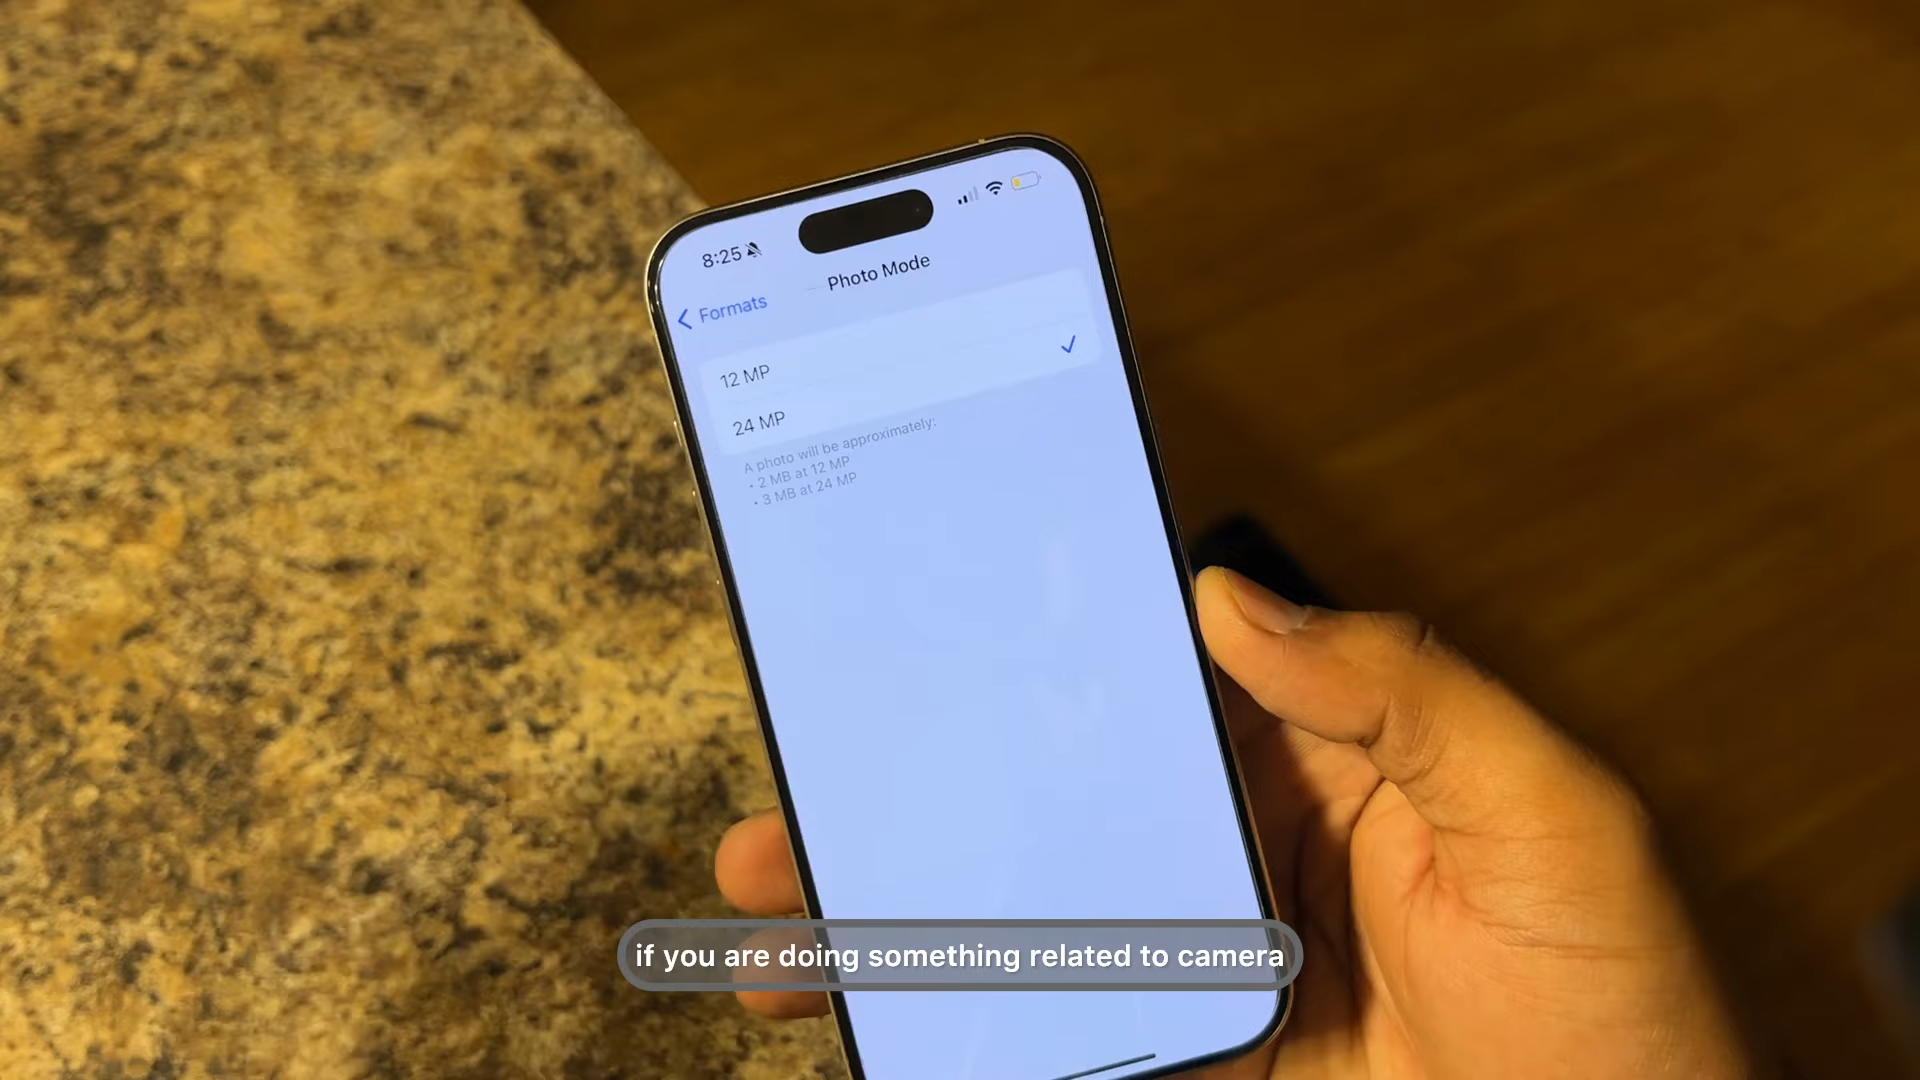 8:25
Photo Mode
Formats
12 MP
24 MP
A photo will be approximately:
• 2 MB at 12 MP
• 3 MB at 24 MP
if you are doing something related to camera